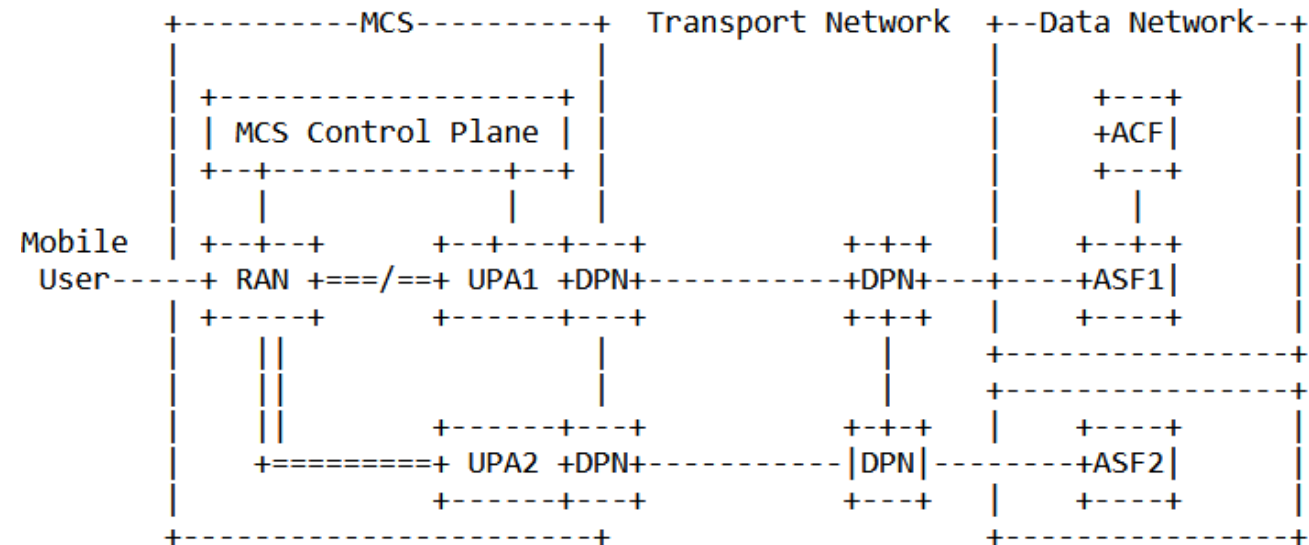 MCS Transport Network Data Network
MCS Control Plane ACF
Mobile
User RAN UPA1 DPN DPN ASF1
UPA2 DPN DPN ASF2